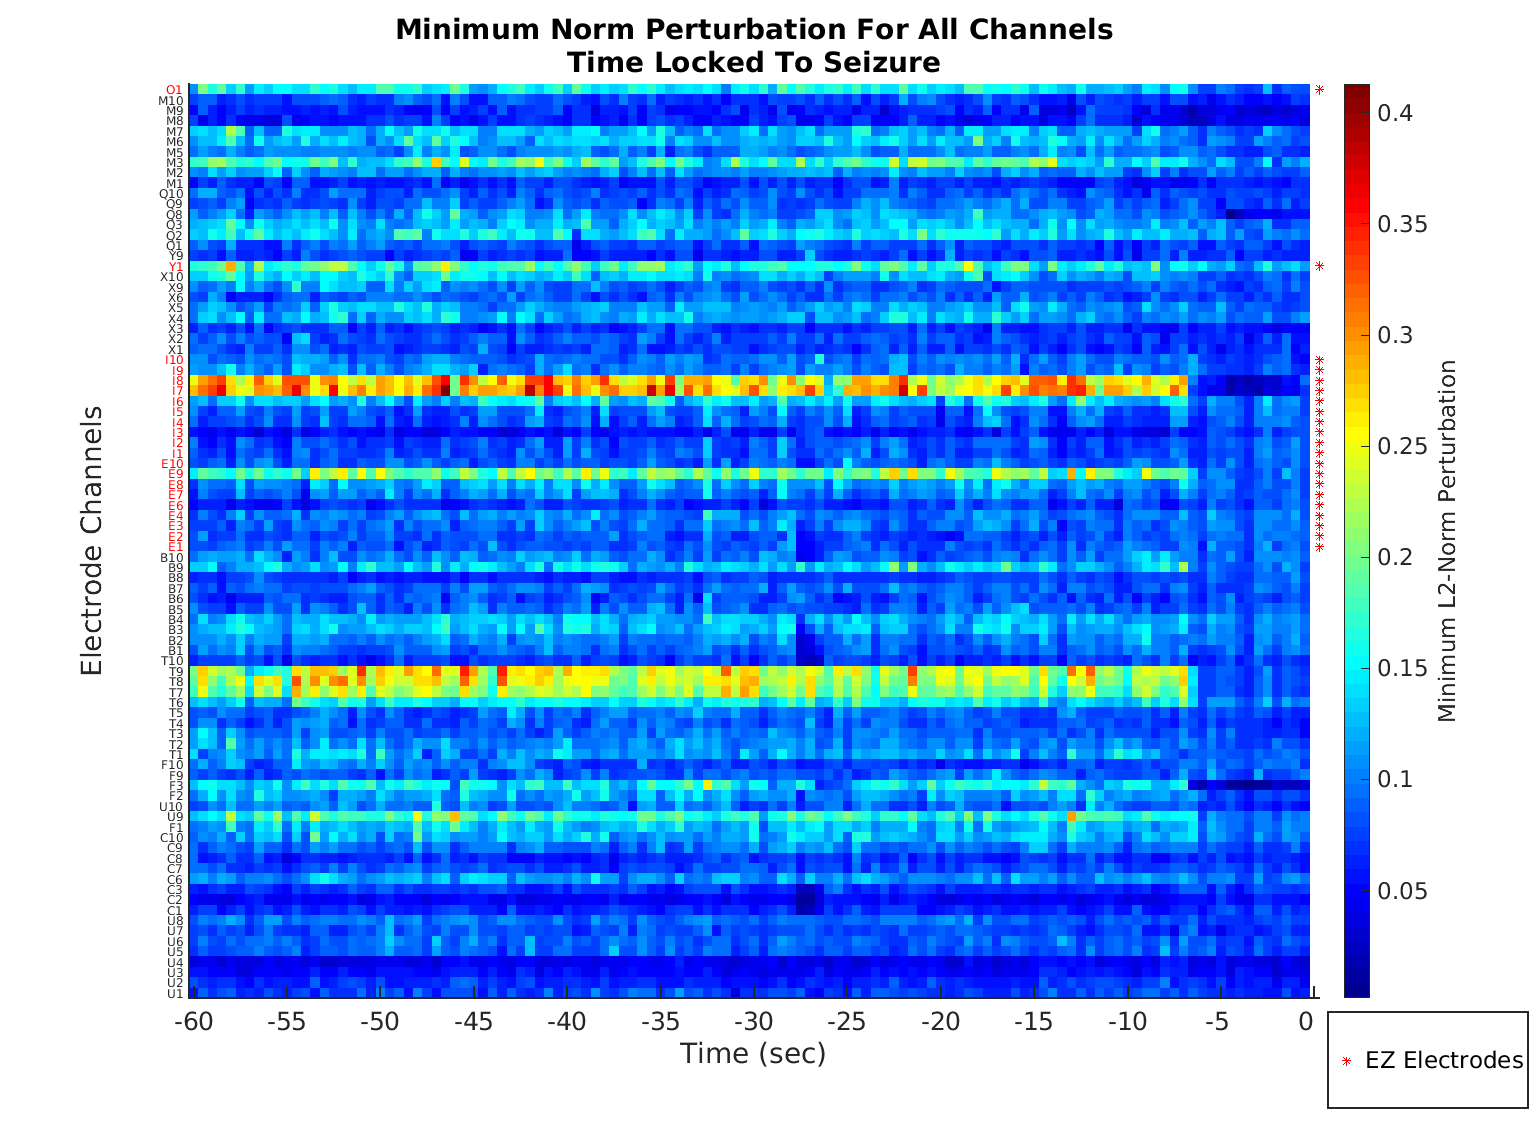 Minimum Norm Perturbation For All Channels
Time Locked To Seizure
Electrode Channels
O1
M10
M9
M8
M7
M6
M5
M3
M2
M1
Q10
Q9
Q8
Q3
Q2
Q1
Y9
Y1
X10
X9
X6
X5
X4
X3
X2
X1
I10
I9
I8
I7
I6
I5
I4
I3
I2
I1
E10
E9
E8
E7
E6
E4
E3
E2
E1
B10
B9
B8
B7
B6
B5
B4
B3
B2
B1
T10
T9
T8
T7
T6
T5
T4
T3
T2
T1
F10
F9
F3
F2
U10
U9
F1
C10
C9
C8
C7
C6
C3
C2
C1
U8
U7
U6
U5
U4
U3
U2
U1
-60 -55 -50 -45 -40 -35 -30 -25 -20 -15 -10 -5 0
Time (sec)
0.4
0.35
0.3
0.25
0.2
0.15
0.1
0.05
Minimum L2-Norm Perturbation
EZ Electrodes